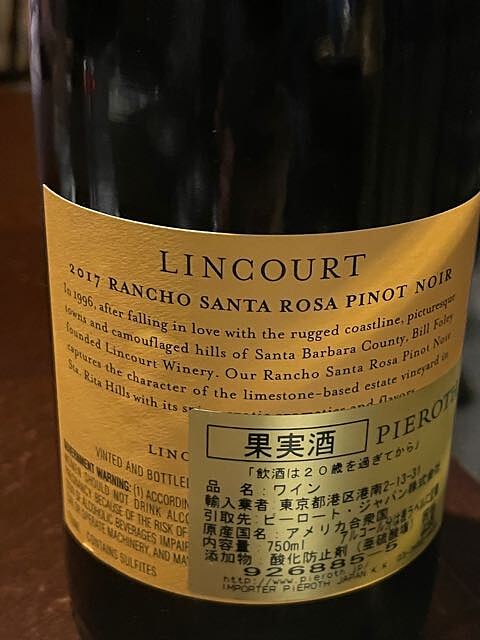 LINCOURT
2017 RANCHO SANTA ROSA PINOT NOIR
In 1996, after falling in love with the rugged coastline, picturesque
towns and camouflaged hills of Santa Barbara County, Bill Foley
founded Lincourt Winery. Our Rancho Santa Rosa Pinot Noir
captures the character of the limestone-based estate vineyard in
Sta. Rita Hills with its
LINC
VINTED AND BOTTLED
GOVERNMENT WARNING: (1) ACCORDIN
WOMEN SHOULD NOT DRINK ALCO
CY BECAUSE OF THE RISK OF
ALCOHOLIC BEVERAGES IMPAIR
MACHINERY, AND MA
CONTAINS SULFITES
果実酒 PIEROTH
「飲酒は20歳を過ぎてから」
品名:ワイン
輸入業者:東京都港区港南2-13-31
引取先:ピーロート・ジャパン株式会社
原産国名:アメリカ合衆国
内容量:750ml
添加物:酸化防止剤(亜硫酸塩)
926885-5
http://www.pieroth.jp/
IMPORTER PIEROTH JAPAN K.K.